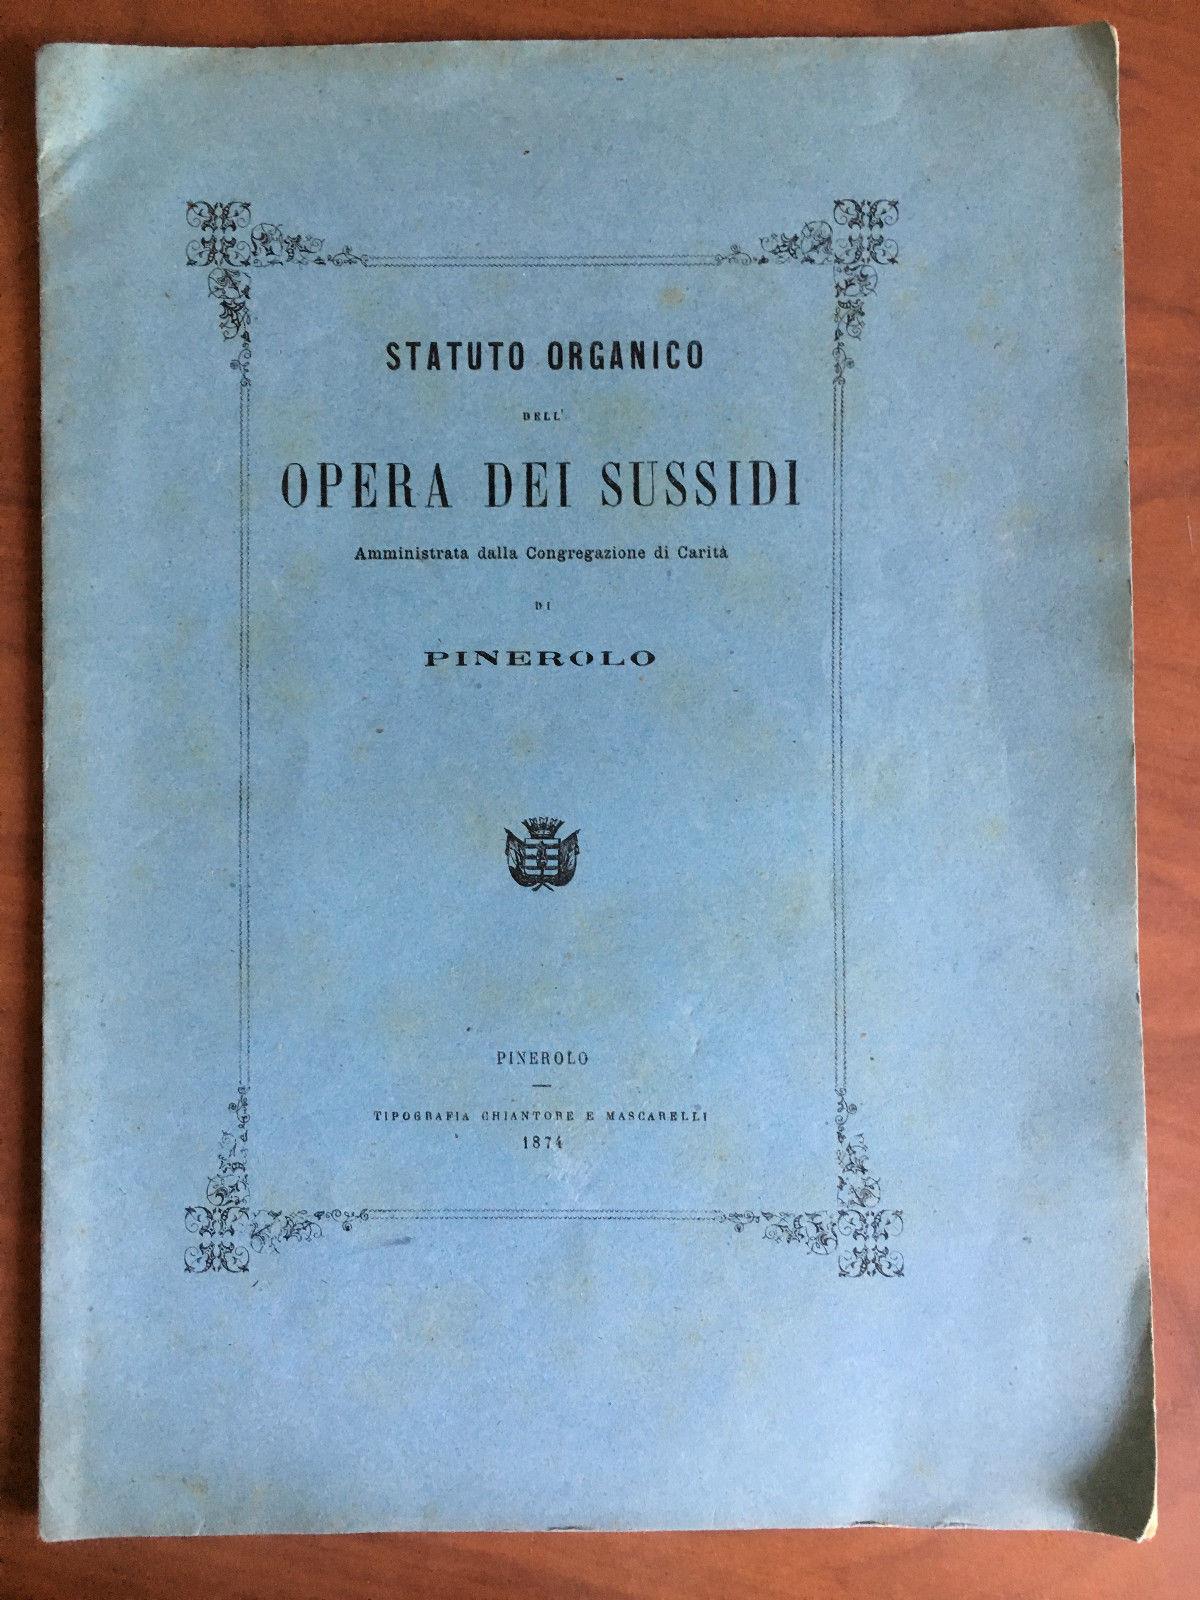 STATUTO ORGANICO
DELL'
OPERA DEI SUSSIDI
Amministrata dalla Congregazione di Carità
DI
PINEROLO
PINEROLO
TIPOGRAFIA CHIANTORE E MASCARELLI
1874